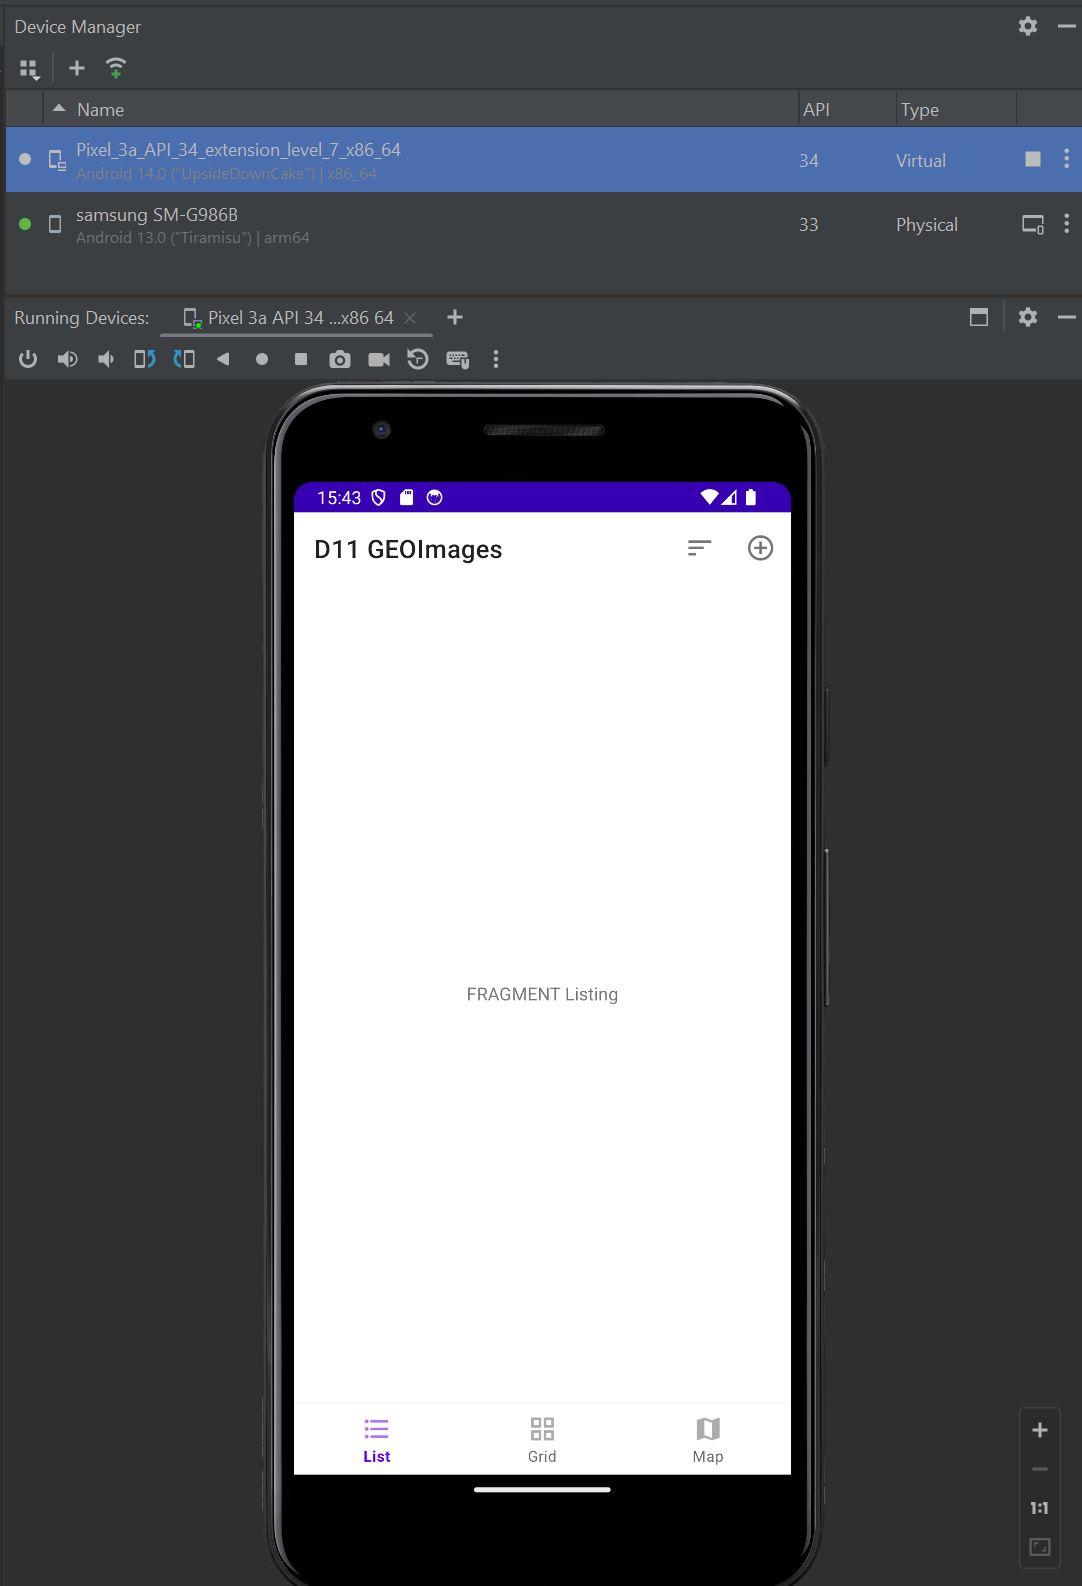 Device Manager
Name API Type
Pixel_3a_API_34_extension_level_7_x86_64 34 Virtual
Android 14.0 ("UpsideDownCake") | x86_64
samsung SM-G986B 33 Physical
Android 13.0 ("Tiramisu") | arm64
Running Devices: Pixel 3a API 34 ...x86 64
15:43
D11 GEOImages
FRAGMENT Listing
List Grid Map
1:1